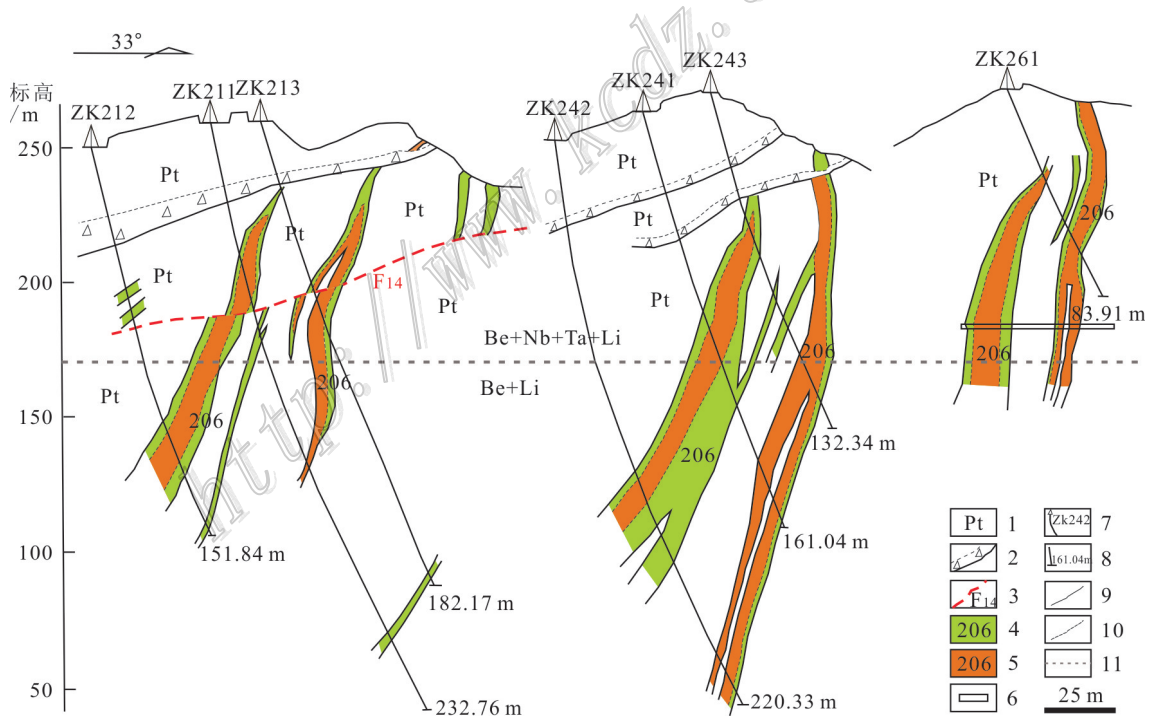 33°
标高
/m
ZK212
ZK211
ZK213
ZK242
ZK241
ZK243
ZK261
250
200
150
100
50
Pt
Pt
Pt
Pt
Pt
Pt
Pt
Pt
Pt
F14
Be+Nb+Ta+Li
Be+Li
206
206
206
206
206
206
151.84 m
182.17 m
232.76 m
132.34 m
161.04 m
220.33 m
83.91 m
Pt 1
2
F14 3
206 4
206 5
6
Zk242 7
161.04m 8
9
10
11
25 m
http://www.kcdz.